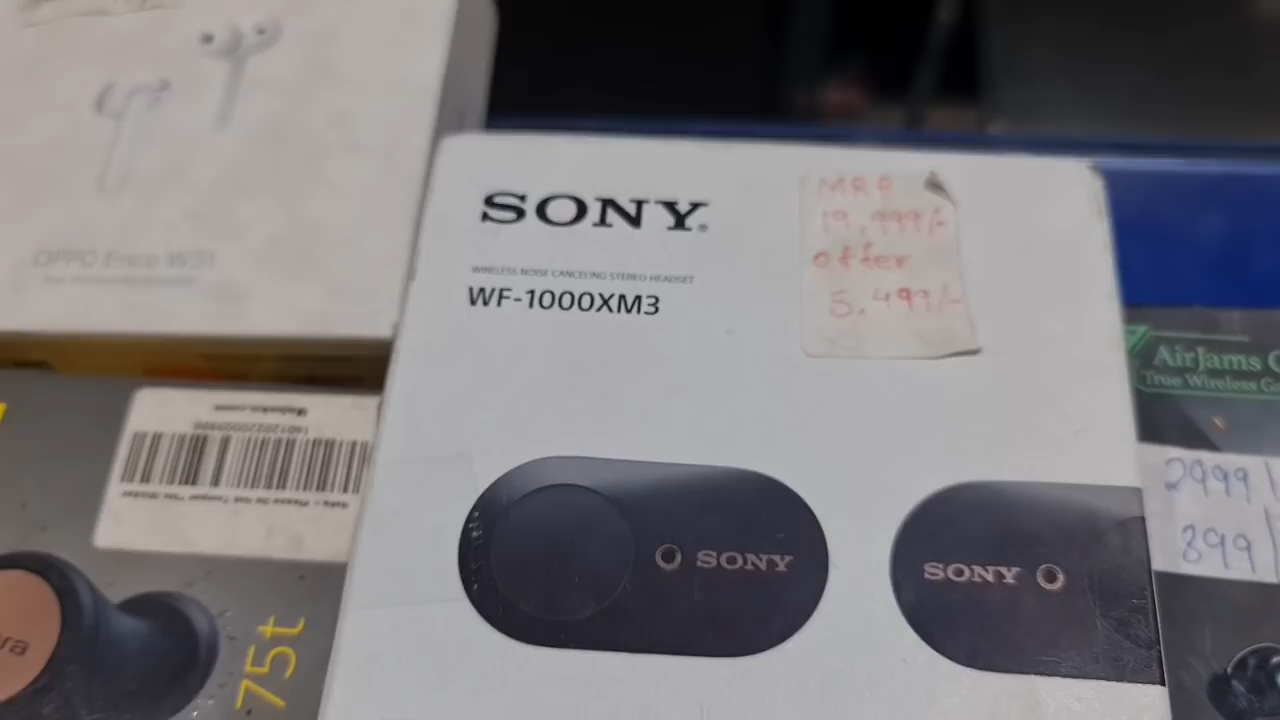 OPPO Enco W31
SONY
WIRELESS NOISE CANCELING STEREO HEADSET
WF-1000XM3
MRP
19,999/-
offer
5,499/-
AirJams
True Wireless
2999/
899/
SONY
SONY
75t